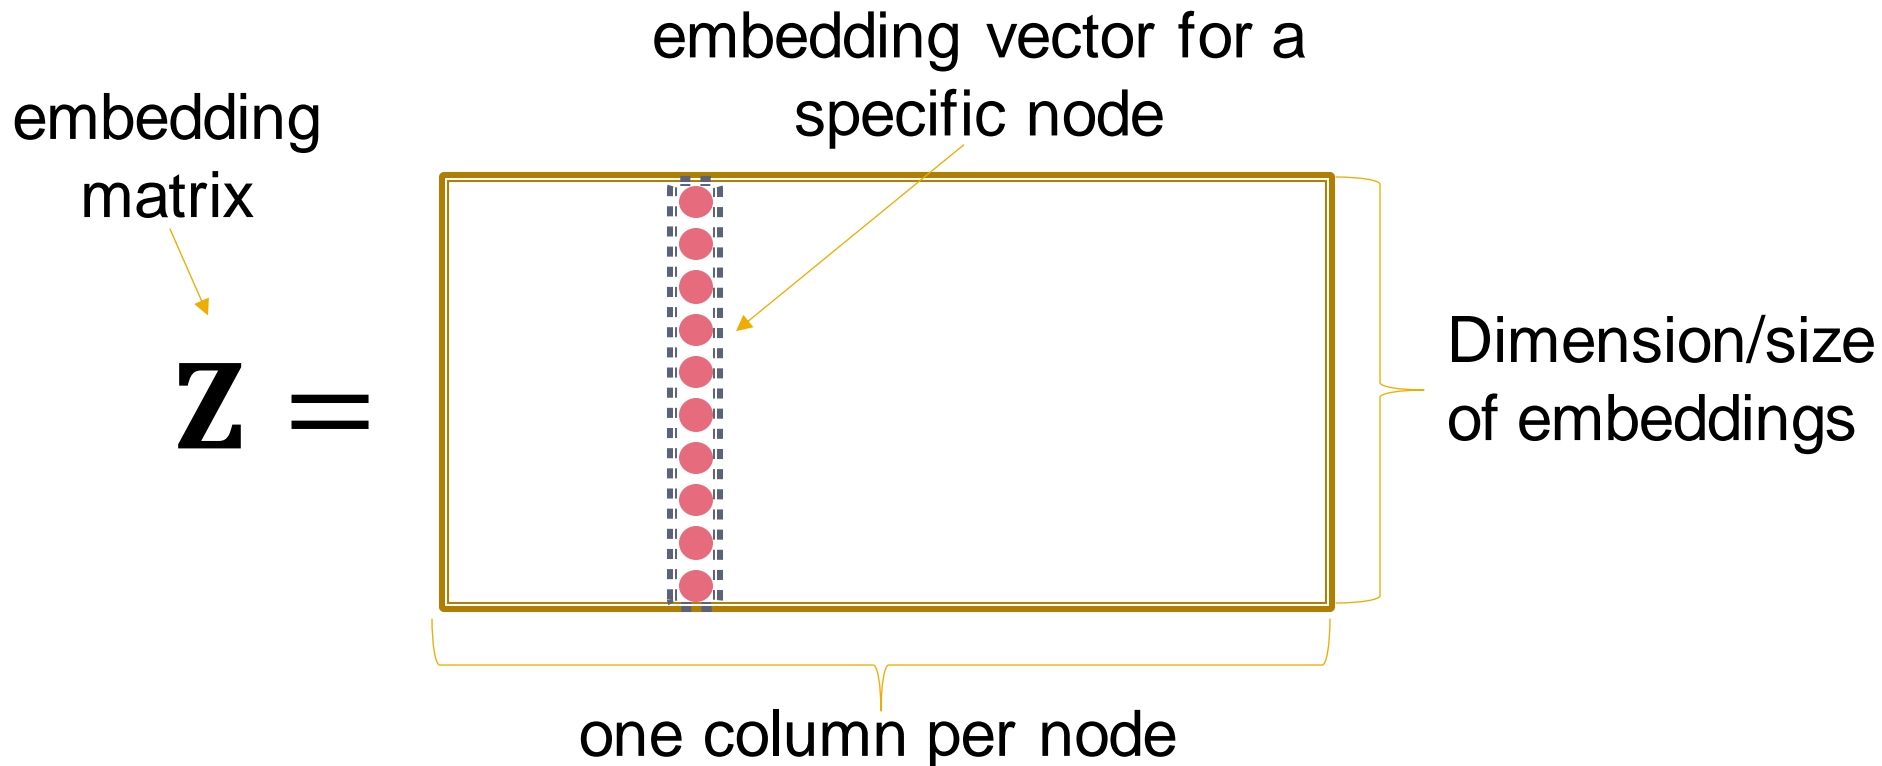 embedding vector for a
specific node
embedding
matrix
Z =
Dimension/size
of embeddings
one column per node